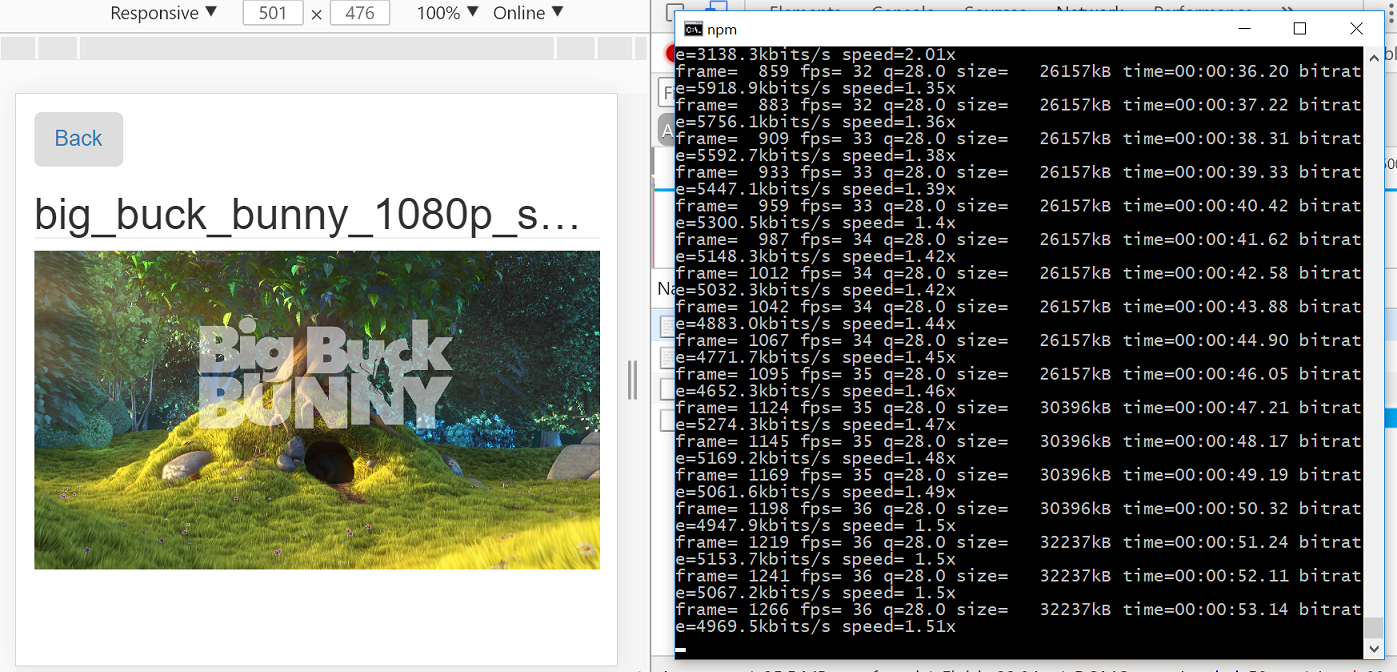 Responsive ▼ 501 × 476 100% ▼ Online ▼
Elements Console Sources Network Performance »
npm
Back
big_buck_bunny_1080p_s...
Big Buck
BUNNY
e=3138.3kbits/s speed=2.01x
frame=  859 fps= 32 q=28.0 size=   26157kB time=00:00:36.20 bitrat
e=5918.9kbits/s speed=1.35x
frame=  883 fps= 32 q=28.0 size=   26157kB time=00:00:37.22 bitrat
e=5756.1kbits/s speed=1.36x
frame=  909 fps= 33 q=28.0 size=   26157kB time=00:00:38.31 bitrat
e=5592.7kbits/s speed=1.38x
frame=  933 fps= 33 q=28.0 size=   26157kB time=00:00:39.33 bitrat
e=5447.1kbits/s speed=1.39x
frame=  959 fps= 33 q=28.0 size=   26157kB time=00:00:40.42 bitrat
e=5300.5kbits/s speed= 1.4x
frame=  987 fps= 34 q=28.0 size=   26157kB time=00:00:41.62 bitrat
e=5148.3kbits/s speed=1.42x
frame= 1012 fps= 34 q=28.0 size=   26157kB time=00:00:42.58 bitrat
e=5032.3kbits/s speed=1.42x
frame= 1042 fps= 34 q=28.0 size=   26157kB time=00:00:43.88 bitrat
e=4883.0kbits/s speed=1.44x
frame= 1067 fps= 34 q=28.0 size=   26157kB time=00:00:44.90 bitrat
e=4771.7kbits/s speed=1.45x
frame= 1095 fps= 35 q=28.0 size=   26157kB time=00:00:46.05 bitrat
e=4652.3kbits/s speed=1.46x
frame= 1124 fps= 35 q=28.0 size=   30396kB time=00:00:47.21 bitrat
e=5274.3kbits/s speed=1.47x
frame= 1145 fps= 35 q=28.0 size=   30396kB time=00:00:48.17 bitrat
e=5169.2kbits/s speed=1.48x
frame= 1169 fps= 35 q=28.0 size=   30396kB time=00:00:49.19 bitrat
e=5061.6kbits/s speed=1.49x
frame= 1198 fps= 36 q=28.0 size=   30396kB time=00:00:50.32 bitrat
e=4947.9kbits/s speed= 1.5x
frame= 1219 fps= 36 q=28.0 size=   32237kB time=00:00:51.24 bitrat
e=5153.7kbits/s speed= 1.5x
frame= 1241 fps= 36 q=28.0 size=   32237kB time=00:00:52.11 bitrat
e=5067.2kbits/s speed= 1.5x
frame= 1266 fps= 36 q=28.0 size=   32237kB time=00:00:53.14 bitrat
e=4969.5kbits/s speed=1.51x